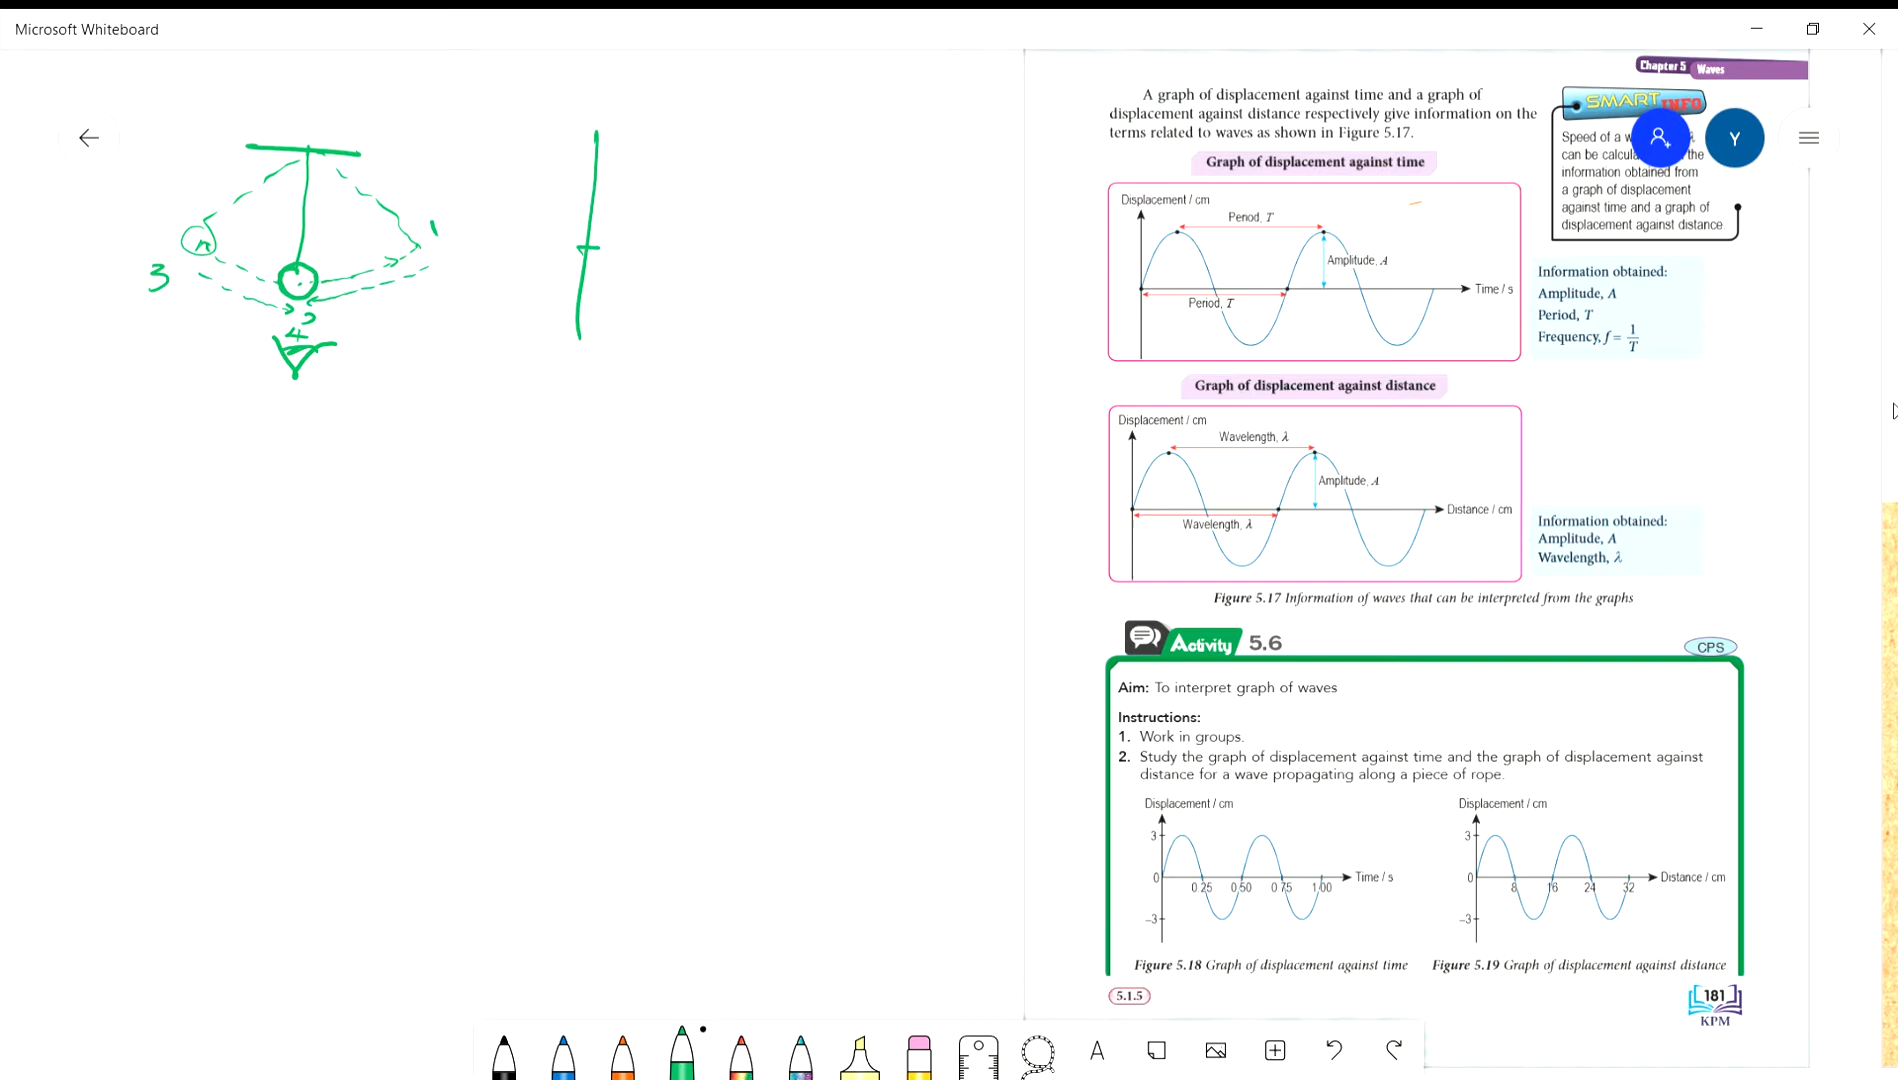 Microsoft Whiteboard
1
3
2
4
Chapter 5 Waves
A graph of displacement against time and a graph of
displacement against distance respectively give information on the
terms related to waves as shown in Figure 5.17.
SMART INFO
Speed of a w λ
can be calcula the
information obtained from
a graph of displacement
against time and a graph of
displacement against distance
Y
Graph of displacement against time
Displacement / cm
Period, T
Amplitude, A
Time / s
Period, T
Information obtained:
Amplitude, A
Period, T
Frequency, f = 1/T
Graph of displacement against distance
Displacement / cm
Wavelength, λ
Amplitude, A
Distance / cm
Wavelength, λ
Information obtained:
Amplitude, A
Wavelength, λ
Figure 5.17 Information of waves that can be interpreted from the graphs
Activity 5.6
CPS
Aim: To interpret graph of waves
Instructions:
1. Work in groups.
2. Study the graph of displacement against time and the graph of displacement against
distance for a wave propagating along a piece of rope.
Displacement / cm
3
0
-3
0.25 0.50 0.75 1.00
Time / s
Figure 5.18 Graph of displacement against time
Displacement / cm
3
0
-3
8 16 24 32
Distance / cm
Figure 5.19 Graph of displacement against distance
5.1.5
181
KPM
A